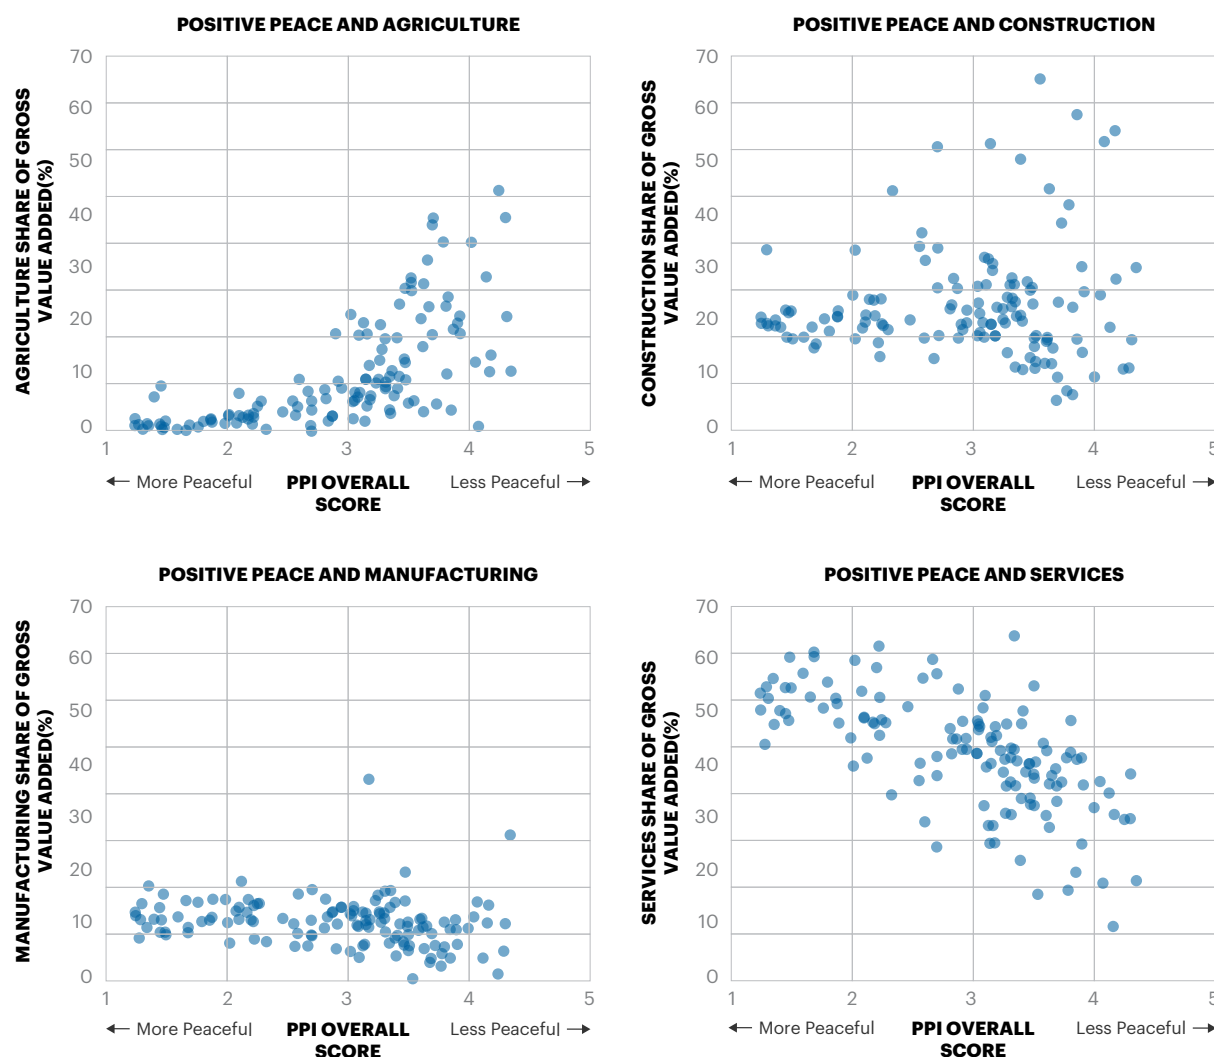 POSITIVE PEACE AND AGRICULTURE
AGRICULTURE SHARE OF GROSS
VALUE ADDED(%)
70
60
50
40
30
20
10
0
1 2 3 4 5
← More Peaceful PPI OVERALL Less Peaceful →
SCORE
POSITIVE PEACE AND CONSTRUCTION
CONSTRUCTION SHARE OF GROSS
VALUE ADDED(%)
70
60
50
40
30
20
10
0
1 2 3 4 5
← More Peaceful PPI OVERALL Less Peaceful →
SCORE
POSITIVE PEACE AND MANUFACTURING
MANUFACTURING SHARE OF GROSS
VALUE ADDED(%)
70
60
50
40
30
20
10
0
1 2 3 4 5
← More Peaceful PPI OVERALL Less Peaceful →
SCORE
POSITIVE PEACE AND SERVICES
SERVICES SHARE OF GROSS
VALUE ADDED(%)
70
60
50
40
30
20
10
0
1 2 3 4 5
← More Peaceful PPI OVERALL Less Peaceful →
SCORE